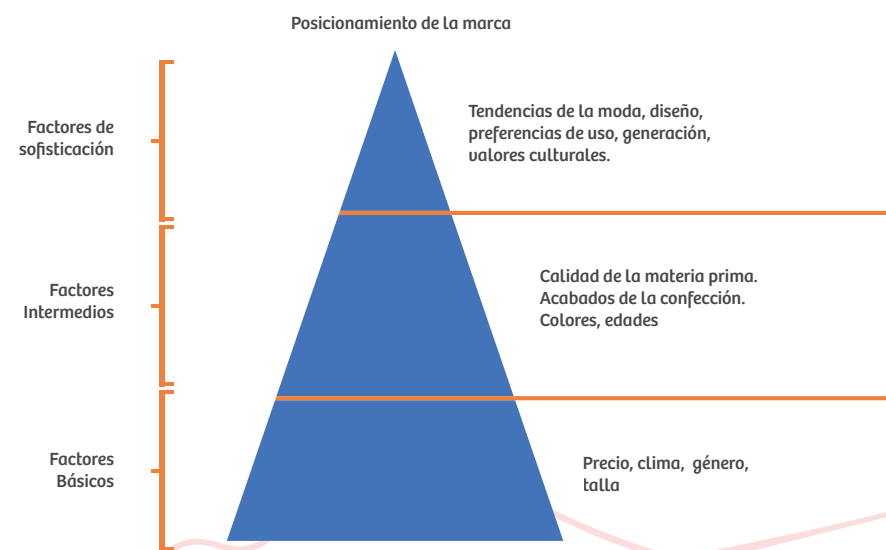 Posicionamiento de la marca
Factores de
sofisticación
Tendencias de la moda, diseño,
preferencias de uso, generación,
valores culturales.
Factores
Intermedios
Calidad de la materia prima.
Acabados de la confección.
Colores, edades
Factores
Básicos
Precio, clima, género,
talla